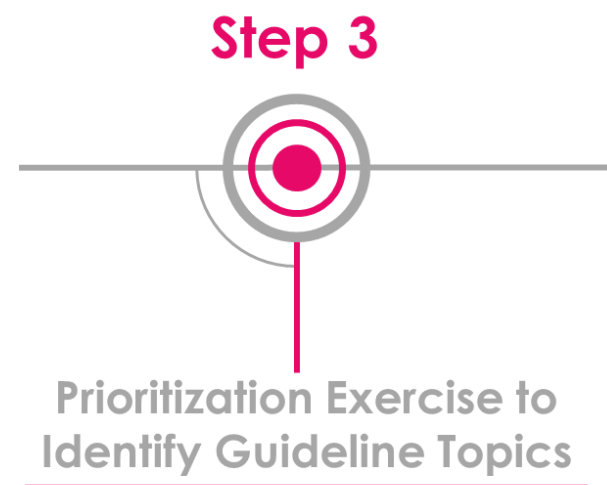 Step 3
Prioritization Exercise to
Identify Guideline Topics